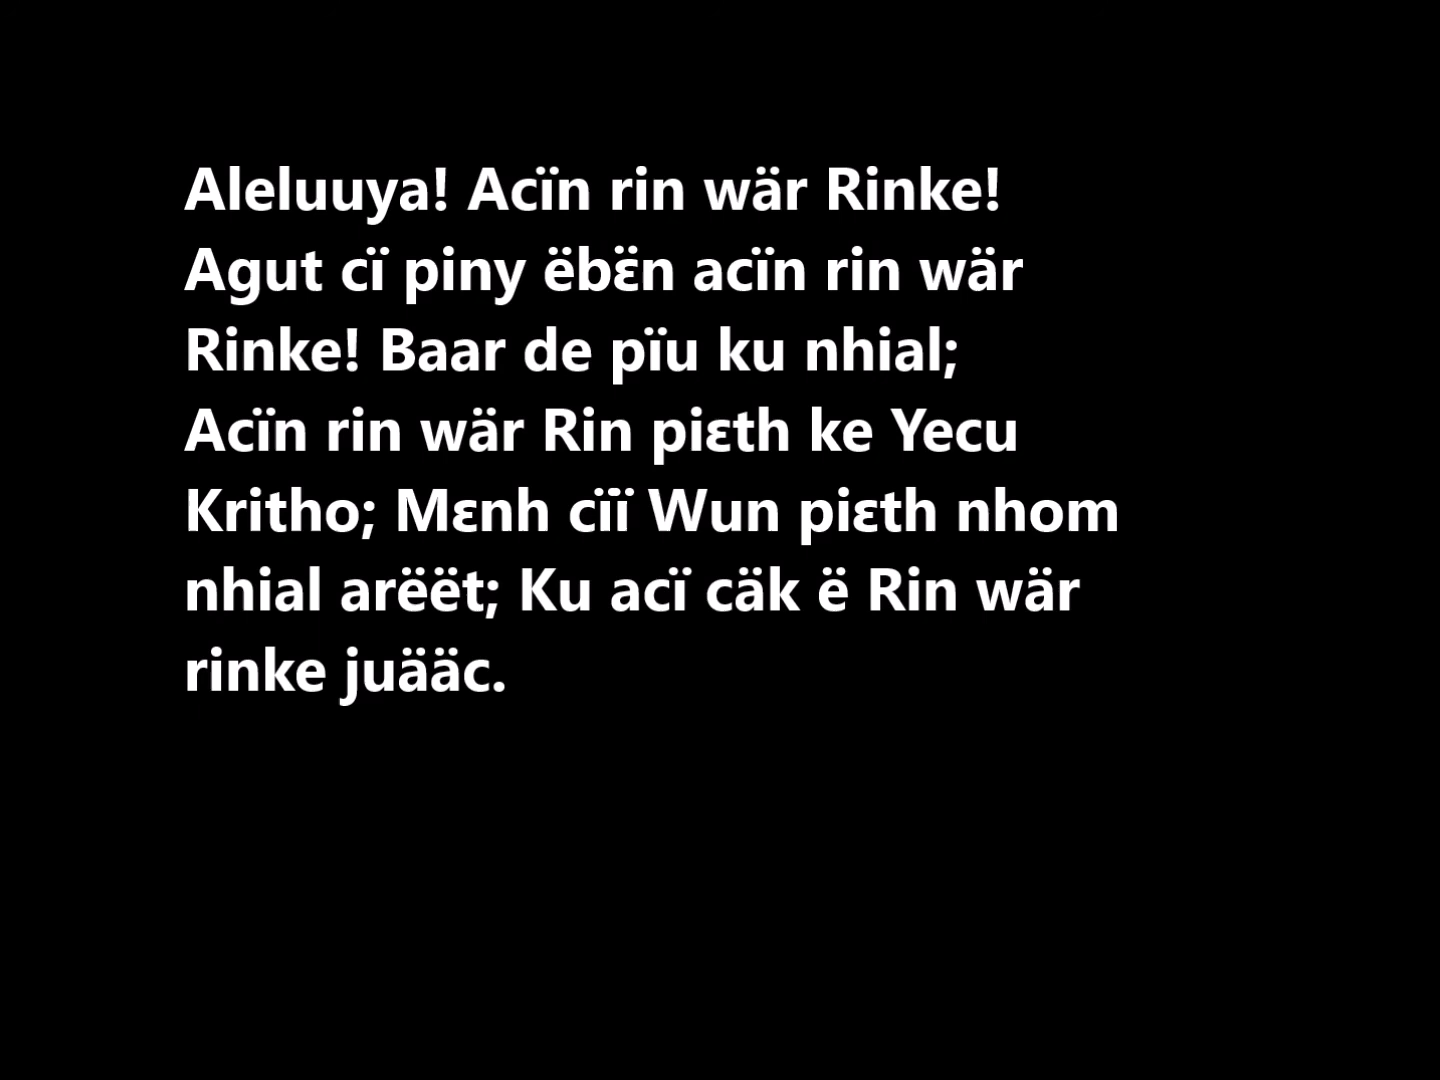 Aleluuya! Acïn rin wär Rinke!
Agut cï piny ëbɛ̈n acïn rin wär
Rinke! Baar de pïu ku nhial;
Acïn rin wär Rin piɛth ke Yecu
Kritho; Mɛnh cïï Wun piɛth nhom
nhial arëët; Ku acï cäk ë Rin wär
rinke juääc.